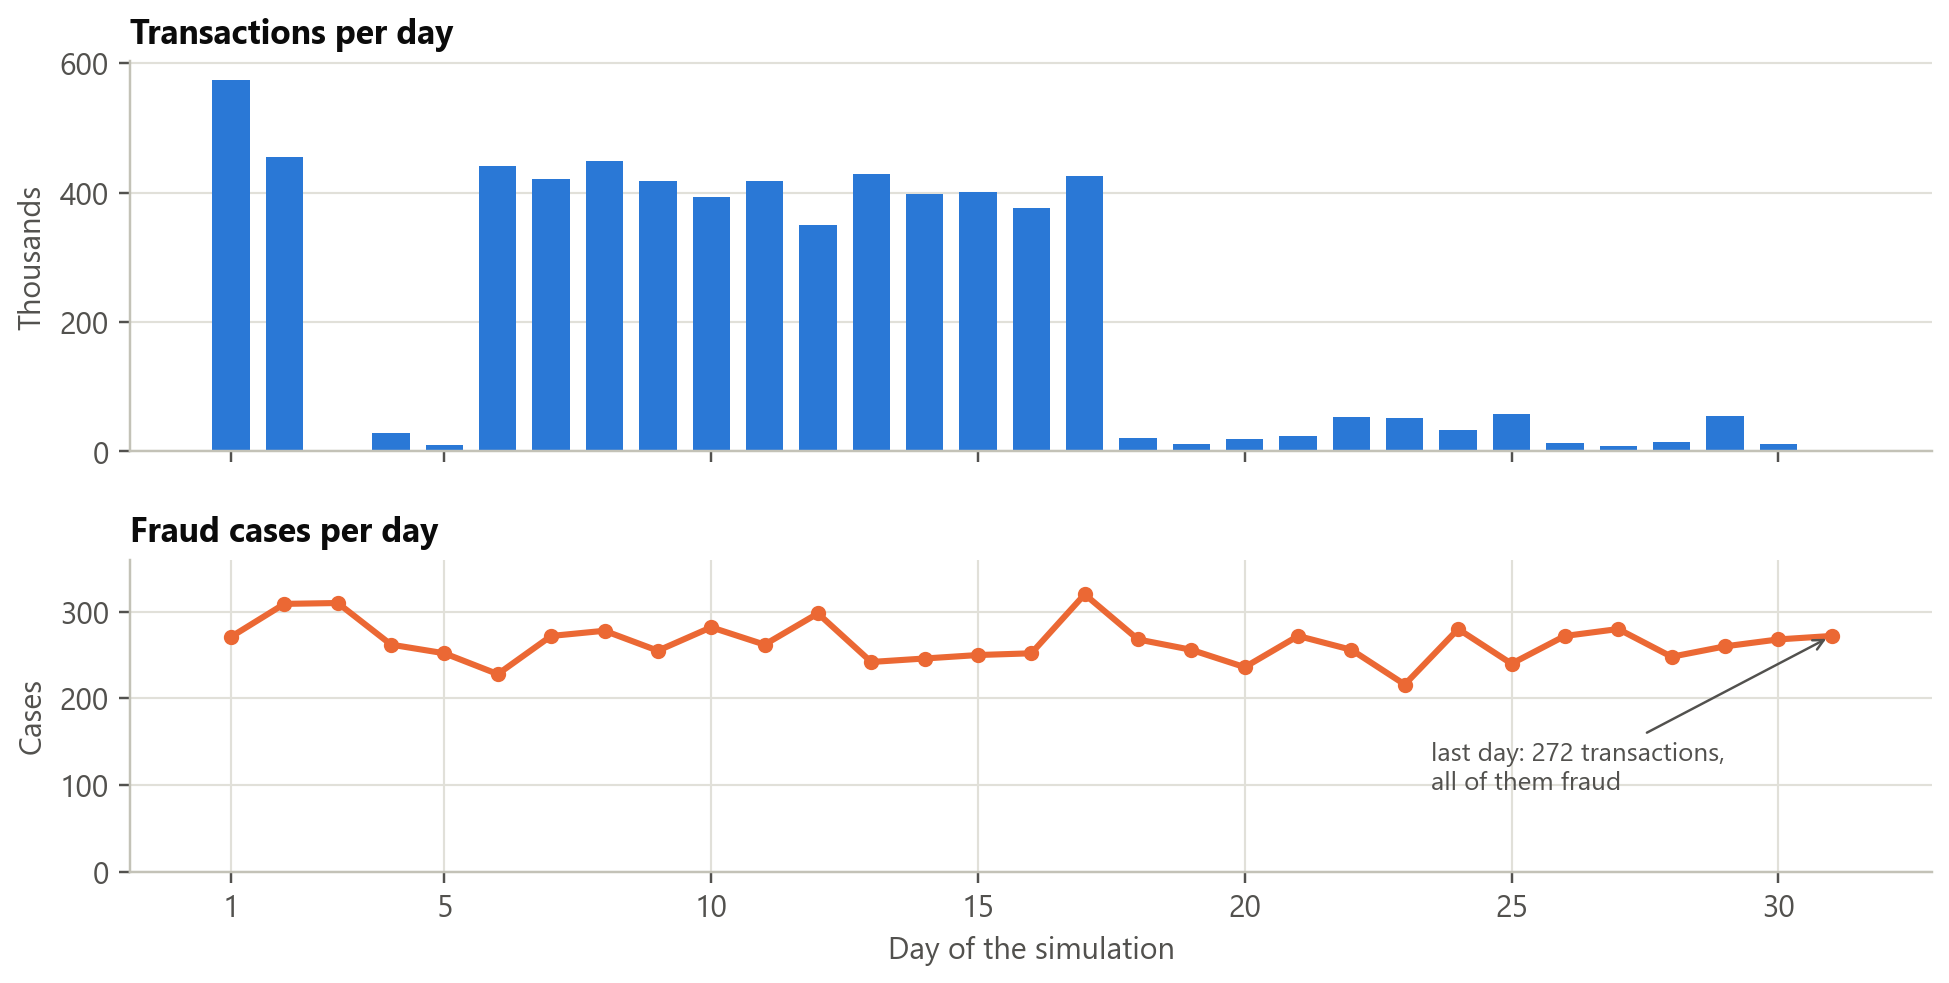 Transactions per day
600
400
200
0
Thousands
Fraud cases per day
300
200
100
0
Cases
last day: 272 transactions,
all of them fraud
1 5 10 15 20 25 30
Day of the simulation